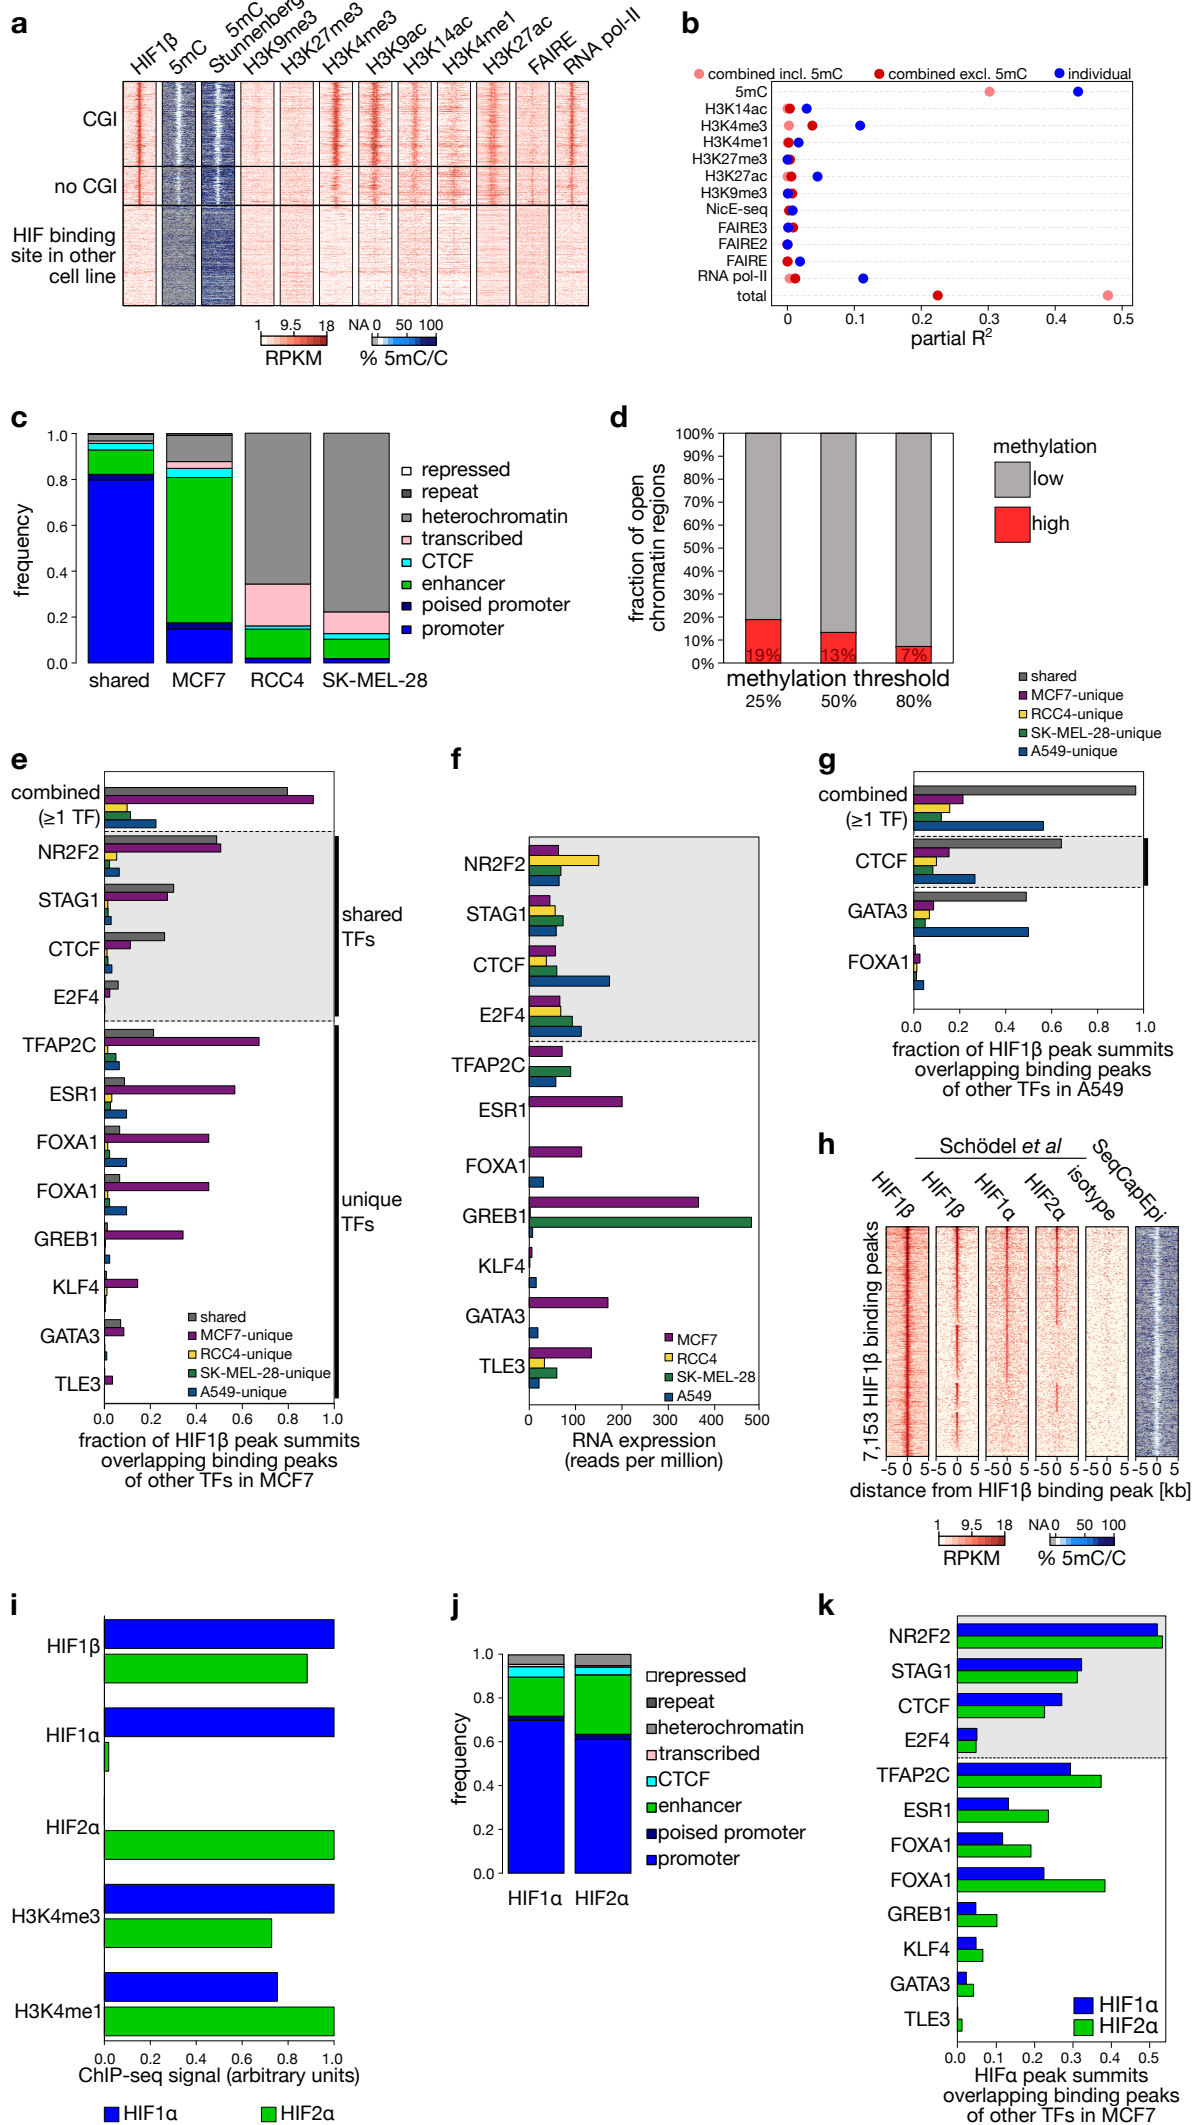 a
HIF1β
5mC
5mC
Stunnenberg
H3K9me3
H3K27me3
H3K4me3
H3K9ac
H3K14ac
H3K4me1
H3K27ac
FAIRE
RNA pol-II
CGI
no CGI
HIF binding
site in other
cell line
1 9.5 18
RPKM
NA 0 50 100
% 5mC/C
b
combined incl. 5mC
combined excl. 5mC
individual
5mC
H3K14ac
H3K4me3
H3K4me1
H3K27me3
H3K27ac
H3K9me3
NicE-seq
FAIRE3
FAIRE2
FAIRE
RNA pol-II
total
0 0.1 0.2 0.3 0.4 0.5
partial R²
c
frequency
1.0
0.8
0.6
0.4
0.2
0.0
shared MCF7 RCC4 SK-MEL-28
repressed
repeat
heterochromatin
transcribed
CTCF
enhancer
poised promoter
promoter
d
fraction of open
chromatin regions
100%
90%
80%
70%
60%
50%
40%
30%
20%
10%
0%
19% 13% 7%
methylation threshold
25% 50% 80%
methylation
low
high
e
combined
(≥1 TF)
NR2F2
STAG1
CTCF
E2F4
TFAP2C
ESR1
FOXA1
FOXA1
GREB1
KLF4
GATA3
TLE3
shared
TFs
unique
TFs
shared
MCF7-unique
RCC4-unique
SK-MEL-28-unique
A549-unique
0.0 0.2 0.4 0.6 0.8 1.0
fraction of HIF1β peak summits
overlapping binding peaks
of other TFs in MCF7
f
NR2F2
STAG1
CTCF
E2F4
TFAP2C
ESR1
FOXA1
GREB1
KLF4
GATA3
TLE3
MCF7
RCC4
SK-MEL-28
A549
0 100 200 300 400 500
RNA expression
(reads per million)
shared
MCF7-unique
RCC4-unique
SK-MEL-28-unique
A549-unique
g
combined
(≥1 TF)
CTCF
GATA3
FOXA1
0.0 0.2 0.4 0.6 0.8 1.0
fraction of HIF1β peak summits
overlapping binding peaks
of other TFs in A549
h
Schödel et al
HIF1β
HIF1β
HIF1α
HIF2α
isotype
SeqCapEpi
7,153 HIF1β binding peaks
-5 0 5 -5 0 5 -5 0 5 -5 0 5 -5 0 5 -5 0 5
distance from HIF1β binding peak [kb]
1 9.5 18
RPKM
NA 0 50 100
% 5mC/C
i
HIF1β
HIF1α
HIF2α
H3K4me3
H3K4me1
0.0 0.2 0.4 0.6 0.8 1.0
ChIP-seq signal (arbitrary units)
HIF1α
HIF2α
j
frequency
1.0
0.8
0.6
0.4
0.2
0.0
HIF1α HIF2α
repressed
repeat
heterochromatin
transcribed
CTCF
enhancer
poised promoter
promoter
k
NR2F2
STAG1
CTCF
E2F4
TFAP2C
ESR1
FOXA1
FOXA1
GREB1
KLF4
GATA3
TLE3
HIF1α
HIF2α
0.0 0.1 0.2 0.3 0.4 0.5
HIFα peak summits
overlapping binding peaks
of other TFs in MCF7